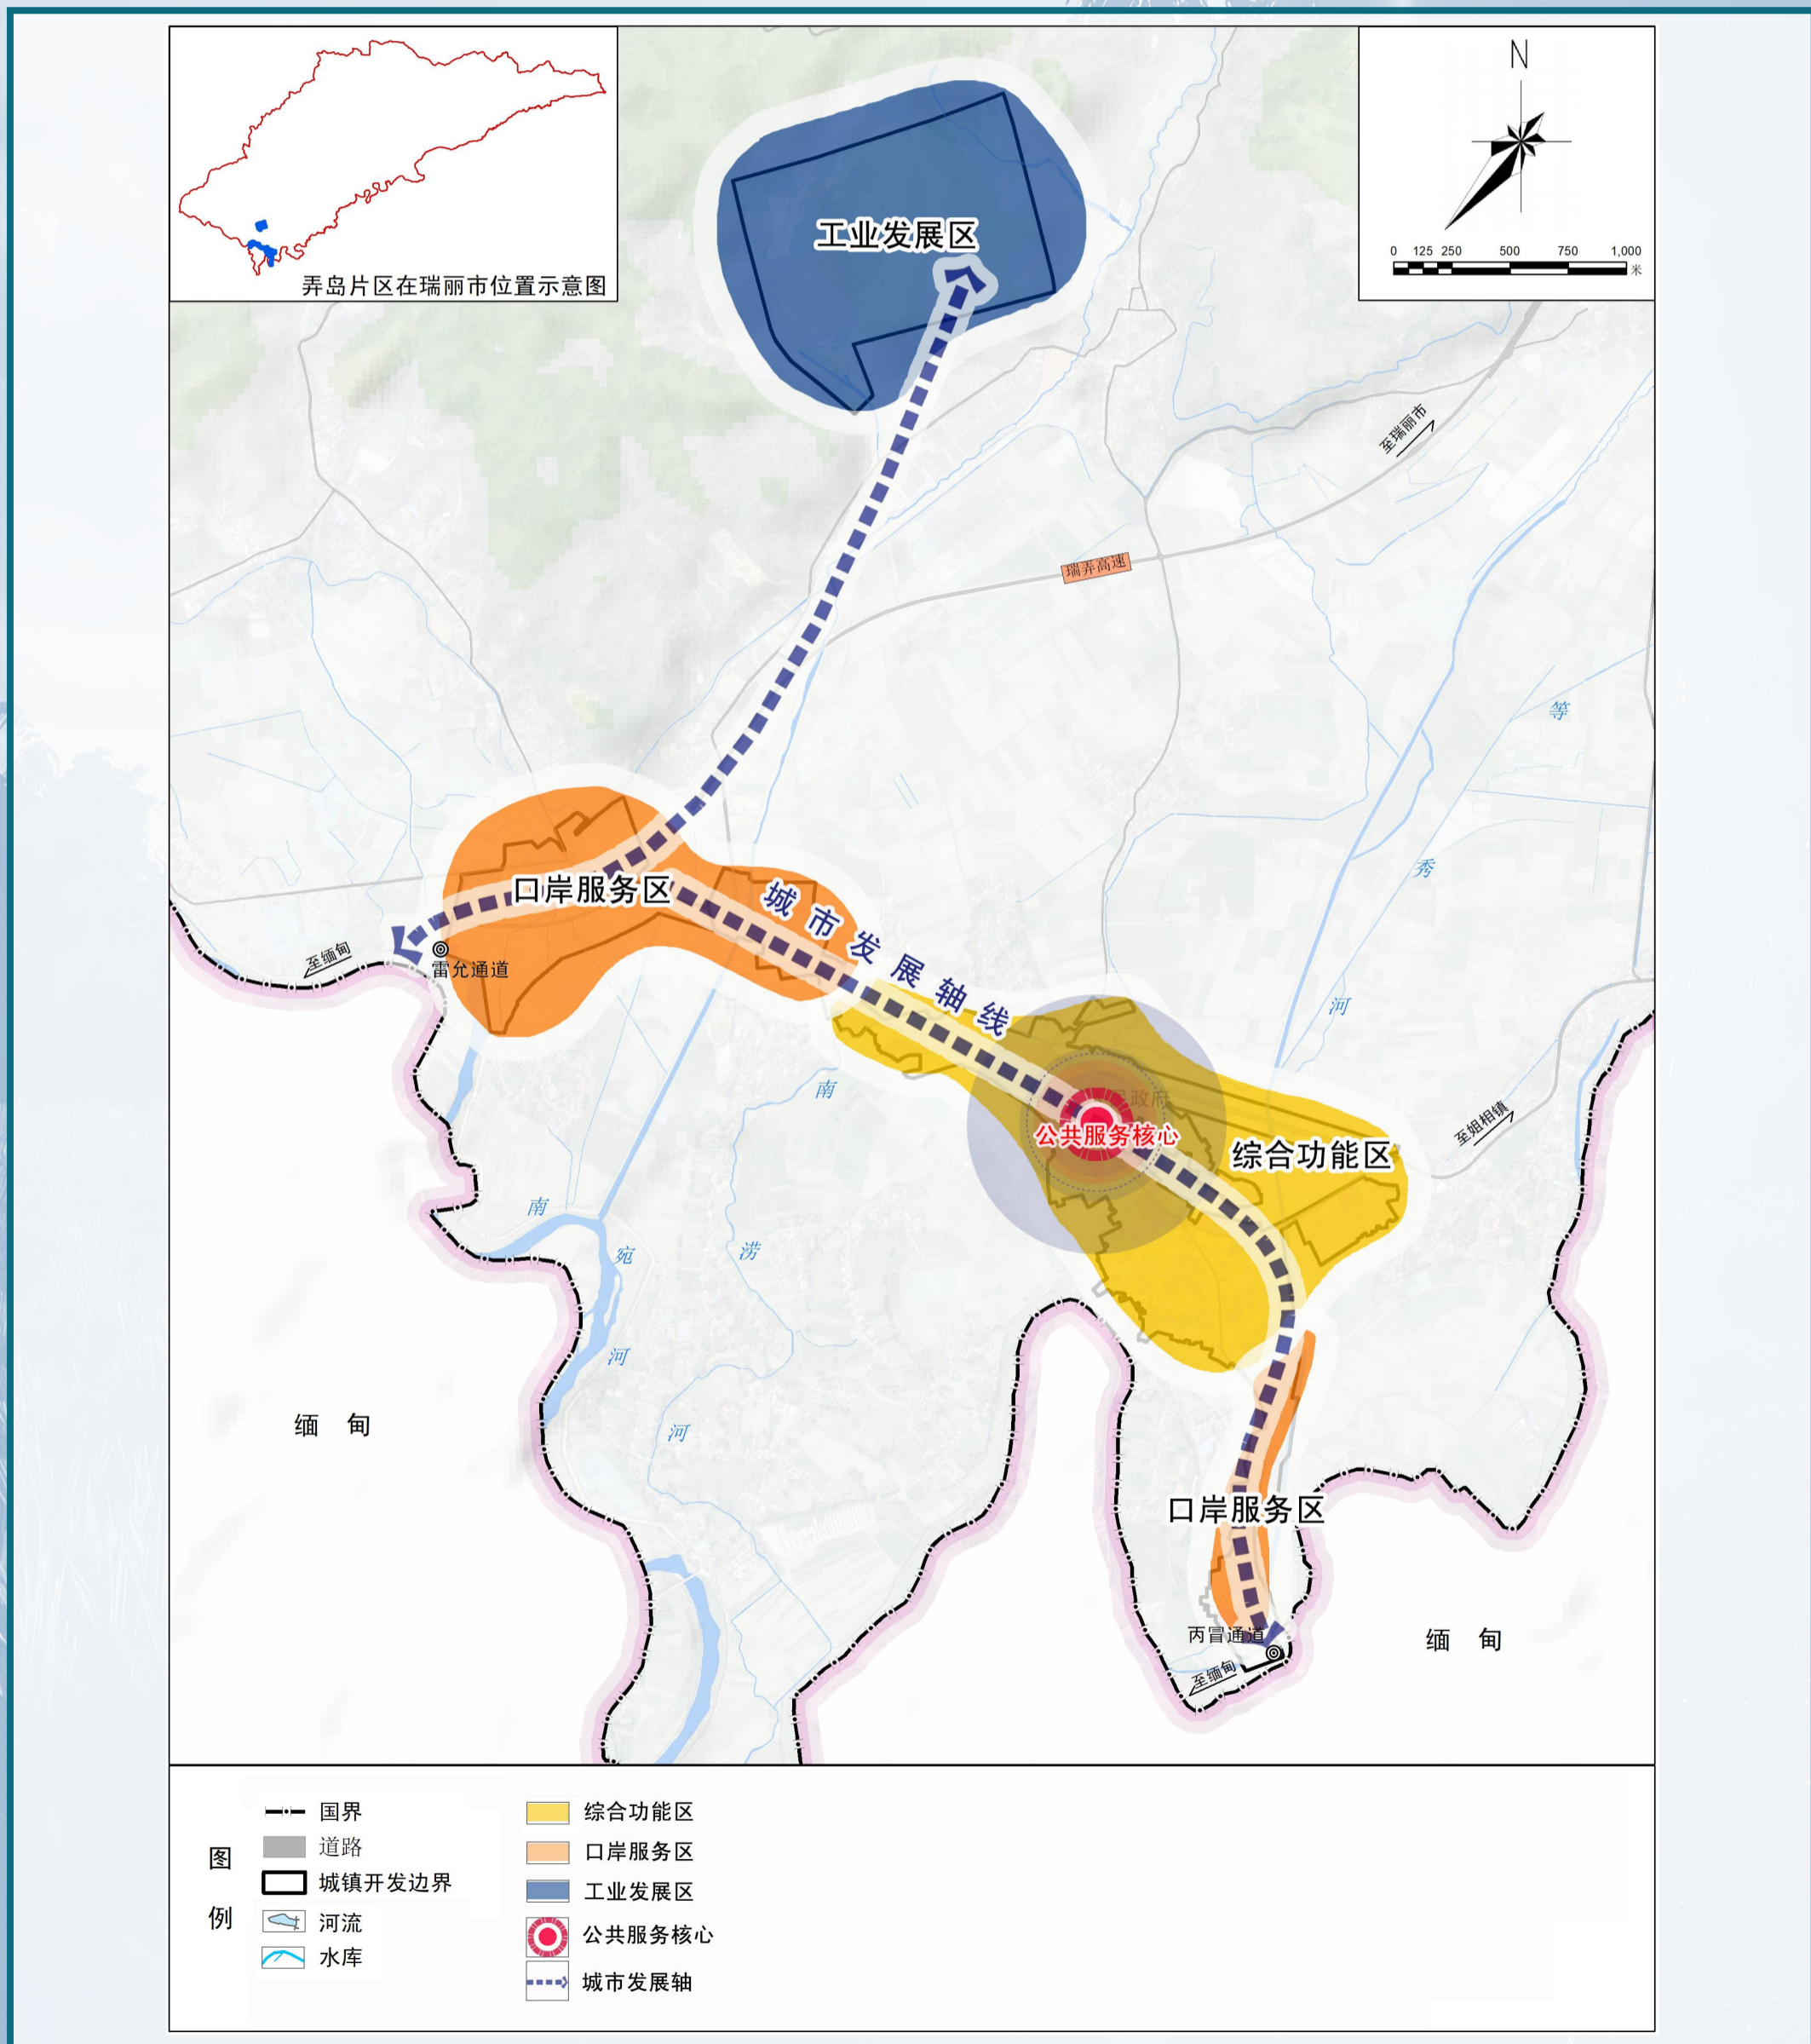 弄岛片区在瑞丽市位置示意图
N
0 125 250 500 750 1,000
米
工业发展区
至瑞丽市
瑞弄高速
等
秀
河
口岸服务区
城市发展轴线
至缅甸
雷允通道
南
民政府
公共服务核心
综合功能区
至姐相镇
南
宛
河
涝
河
缅甸
口岸服务区
丙冒通道
至缅甸
缅甸
图例
国界
道路
城镇开发边界
河流
水库
综合功能区
口岸服务区
工业发展区
公共服务核心
城市发展轴